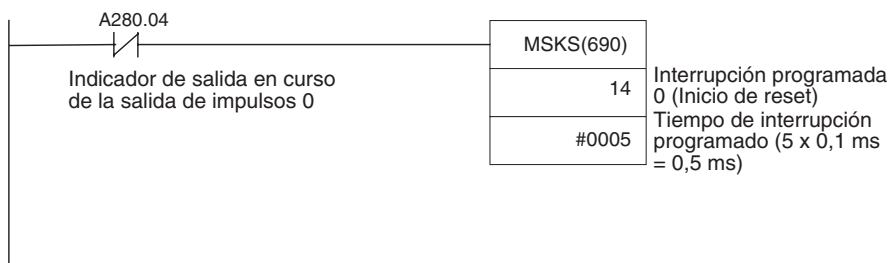 A280.04
Indicador de salida en curso
de la salida de impulsos 0
MSKS(690)
14
Interrupción programada
0 (Inicio de reset)
#0005
Tiempo de interrupción
programado (5 x 0,1 ms
= 0,5 ms)